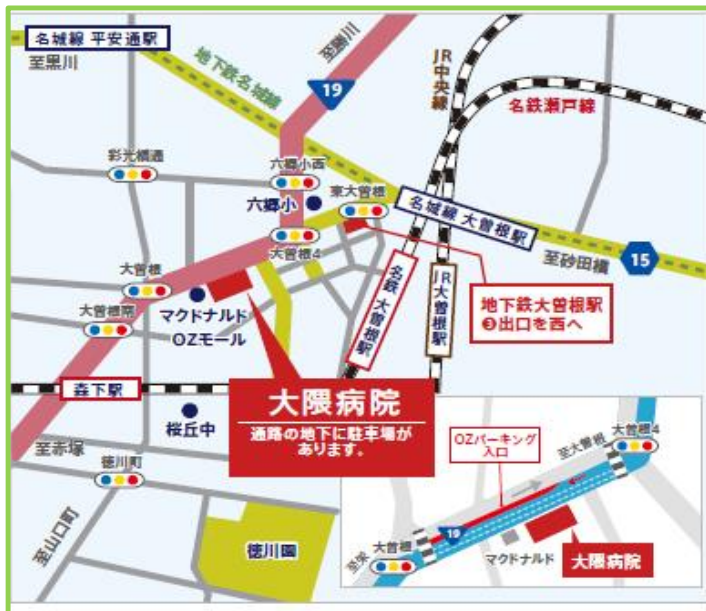 名城線 平安通駅
至黒川
地下鉄名城線
至勝川
19
JR中央線
名鉄瀬戸線
彩光橋通
六郷小西
六郷小
東大曽根
名城線 大曽根駅
大曽根4
至砂田橋
15
大曽根
大曽根南
マクドナルド
OZモール
名鉄 大曽根駅
JR大曽根駅
地下鉄大曽根駅
❸出口を西へ
森下駅
大隈病院
通路の地下に駐車場が
あります。
桜丘中
至赤塚
徳川町
至山口町
徳川園
OZパーキング
入口
至大曽根
大曽根4
19
至栄
大曽根
マクドナルド
大隈病院